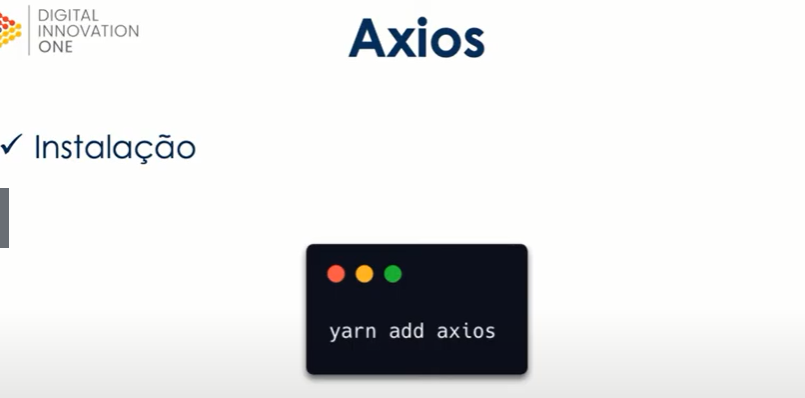 DIGITAL
INNOVATION
ONE
Axios
✓ Instalação
yarn add axios